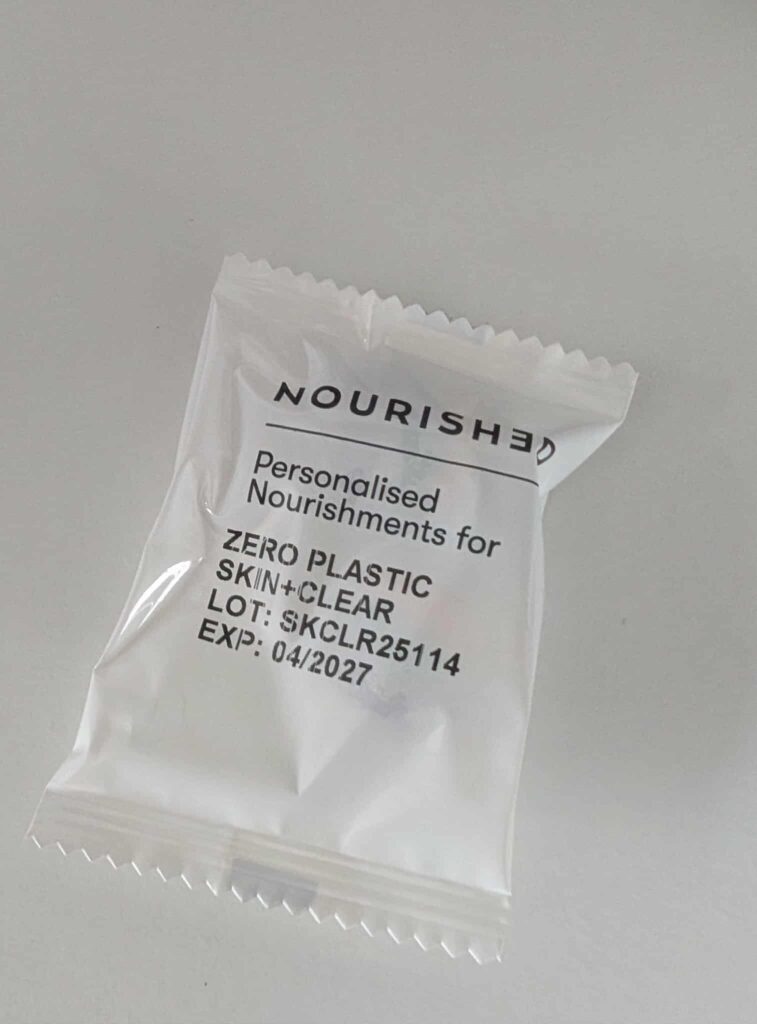 NOURISHED
Personalised
Nourishments for
ZERO PLASTIC
SKIN+CLEAR
LOT: SKCLR25114
EXP: 04/2027